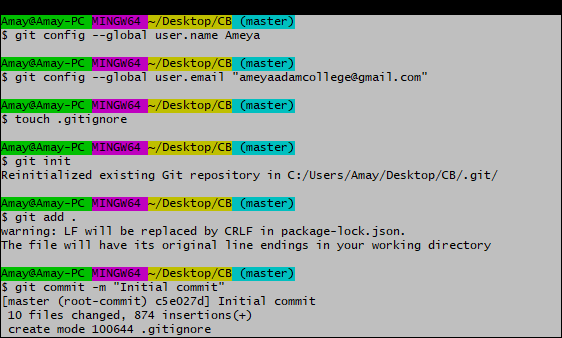 Amay@Amay-PC MINGW64 ~/Desktop/CB (master)
$ git config --global user.name Ameya
Amay@Amay-PC MINGW64 ~/Desktop/CB (master)
$ git config --global user.email "ameyaadamcollege@gmail.com"
Amay@Amay-PC MINGW64 ~/Desktop/CB (master)
$ touch .gitignore
Amay@Amay-PC MINGW64 ~/Desktop/CB (master)
$ git init
Reinitialized existing Git repository in C:/Users/Amay/Desktop/CB/.git/
Amay@Amay-PC MINGW64 ~/Desktop/CB (master)
$ git add .
warning: LF will be replaced by CRLF in package-lock.json.
The file will have its original line endings in your working directory
Amay@Amay-PC MINGW64 ~/Desktop/CB (master)
$ git commit -m "Initial commit"
[master (root-commit) c5e027d] Initial commit
 10 files changed, 874 insertions(+)
 create mode 100644 .gitignore